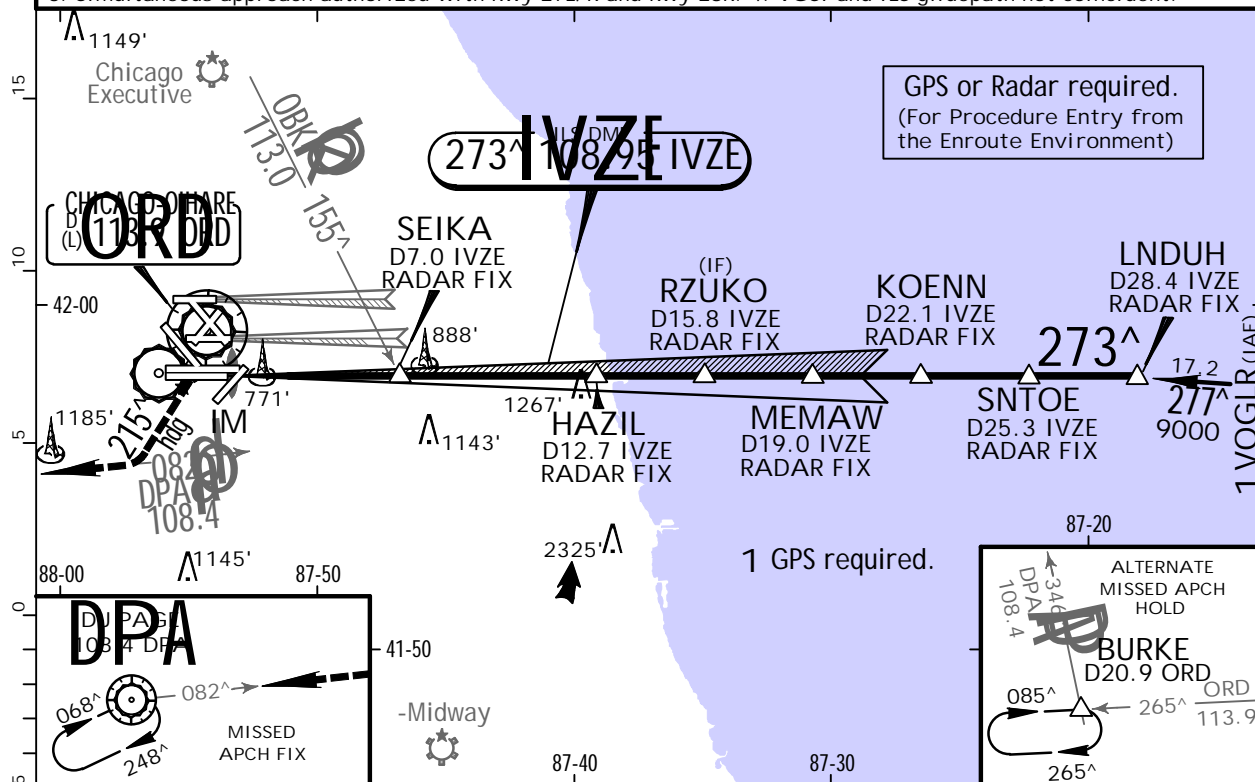 1149'
Chicago
Executive
15
OBK
113.0
155^
GPS or Radar required.
(For Procedure Entry from
the Enroute Environment)
ILS DME
273^ 108.95 IVZE
IVZE
CHICAGO-O'HARE
D
(L)
ORD
ORD
SEIKA
D7.0 IVZE
RADAR FIX
(IF)
RZUKO
D15.8 IVZE
RADAR FIX
KOENN
D22.1 IVZE
RADAR FIX
LNDUH
D28.4 IVZE
RADAR FIX
10
42-00
888'
273^
17.2
277^
9000
1 VOGLR (IAF)
771'
1267'
HAZIL
D12.7 IVZE
RADAR FIX
MEMAW
D19.0 IVZE
RADAR FIX
SNTOE
D25.3 IVZE
RADAR FIX
1185'
215^
hdg
IM
1143'
5
082^
DPA
108.4
1145'
2325'
1 GPS required.
87-20
88-00
87-50
0
DU PAGE
108.4 DPA
DPA
068^
082^
248^
MISSED
APCH FIX
41-50
-Midway
87-40
87-30
ALTERNATE
MISSED APCH
HOLD
346^
DPA
108.4
BURKE
D20.9 ORD
085^
265^
ORD
113.9
265^
5